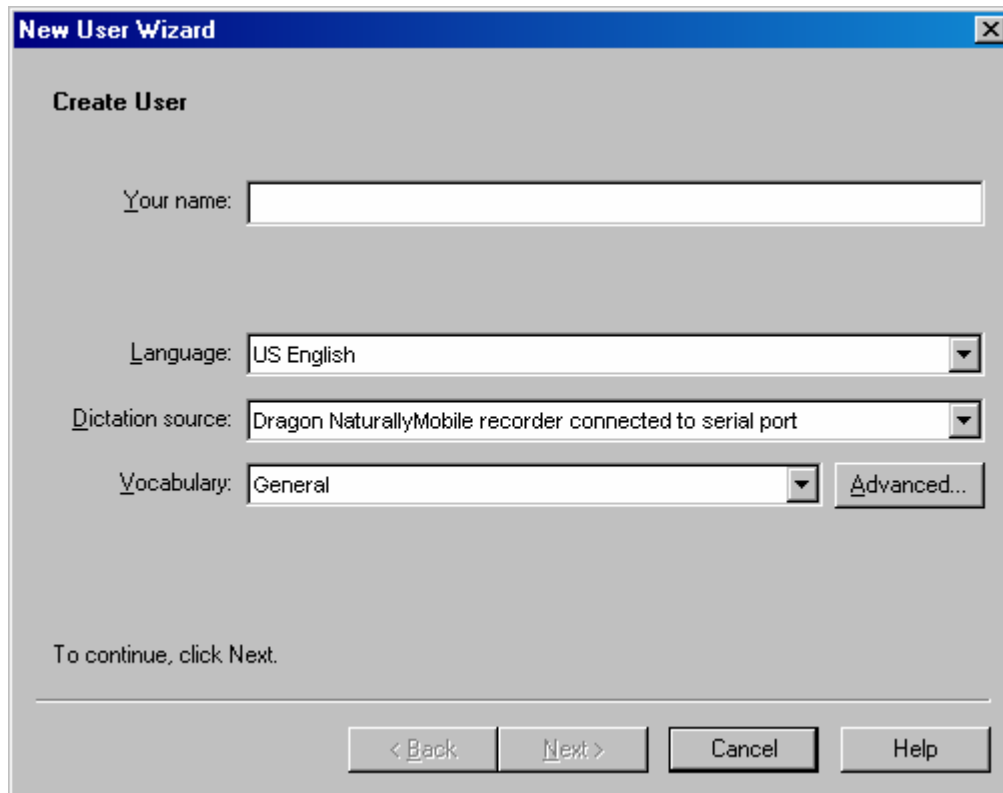 New User Wizard
Create User
Your name:
Language: US English
Dictation source: Dragon NaturallyMobile recorder connected to serial port
Vocabulary: General Advanced...
To continue, click Next.
< Back Next > Cancel Help